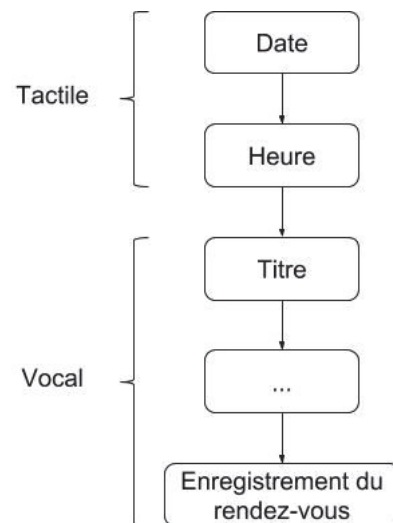 Date
Tactile
Heure
Titre
Vocal
...
Enregistrement du
rendez-vous